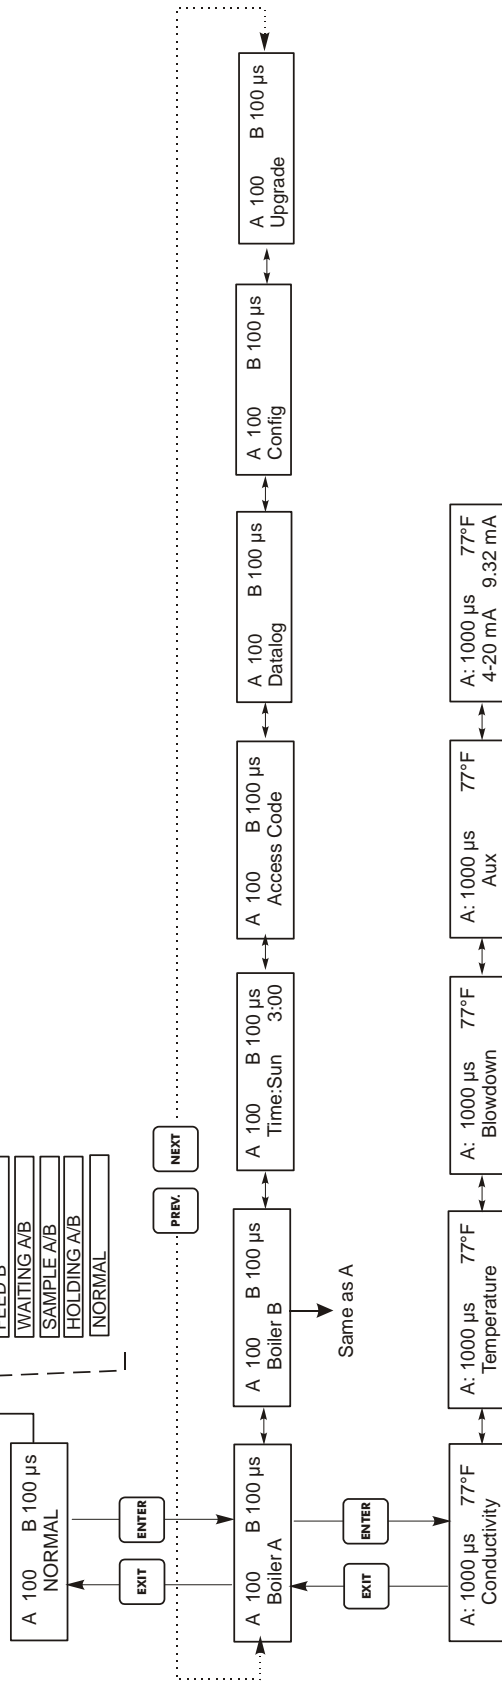 WAITING A/B
SAMPLE A/B
HOLDING A/B
NORMAL
A 100 B 100 µs
NORMAL
EXIT
ENTER
PREV.
NEXT
A 100 B 100 µs
Boiler A
A 100 B 100 µs
Boiler B
A 100 B 100 µs
Time:Sun 3:00
A 100 B 100 µs
Access Code
A 100 B 100 µs
Datalog
A 100 B 100 µs
Config
A 100 B 100 µs
Upgrade
Same as A
EXIT
ENTER
A: 1000 µs 77°F
Conductivity
A: 1000 µs 77°F
Temperature
A: 1000 µs 77°F
Blowdown
A: 1000 µs 77°F
Aux
A: 1000 µs 77°F
4-20 mA 9.32 mA